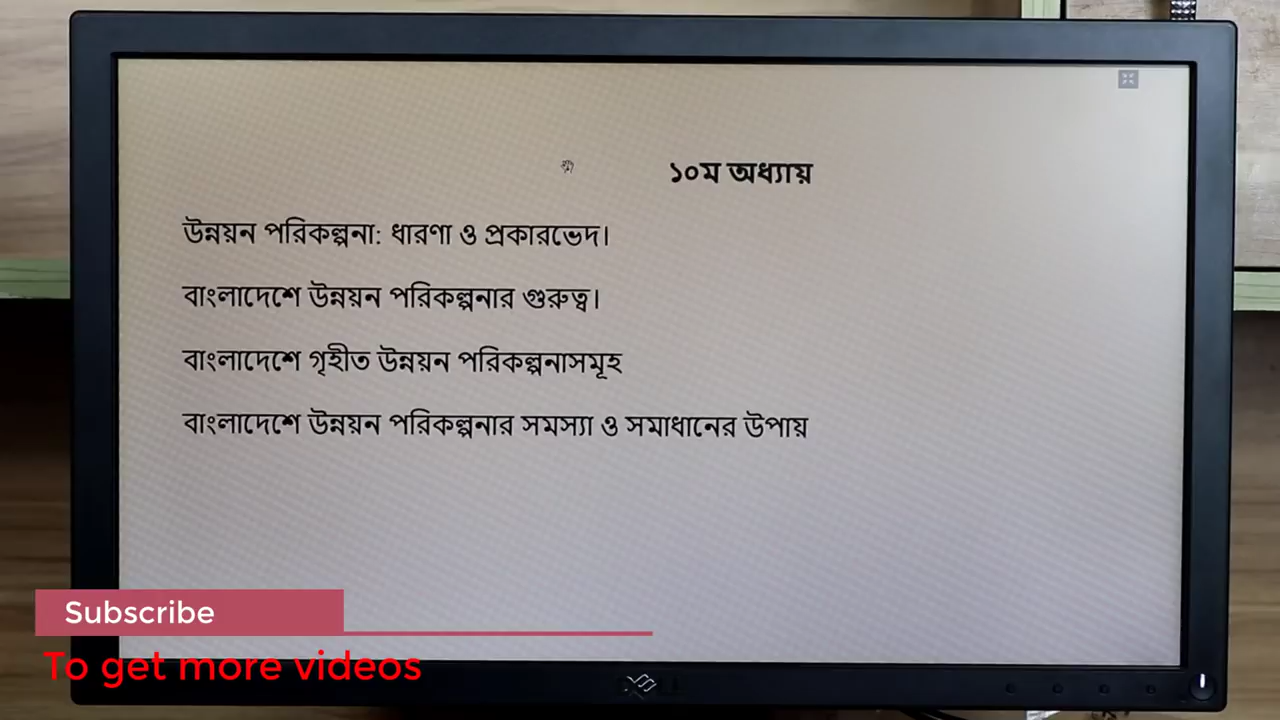 ১০ম অধ্যায়
উন্নয়ন পরিকল্পনা: ধারণা ও প্রকারভেদ।
বাংলাদেশে উন্নয়ন পরিকল্পনার গুরুত্ব।
বাংলাদেশে গৃহীত উন্নয়ন পরিকল্পনাসমূহ
বাংলাদেশে উন্নয়ন পরিকল্পনার সমস্যা ও সমাধানের উপায়
Subscribe
To get more videos